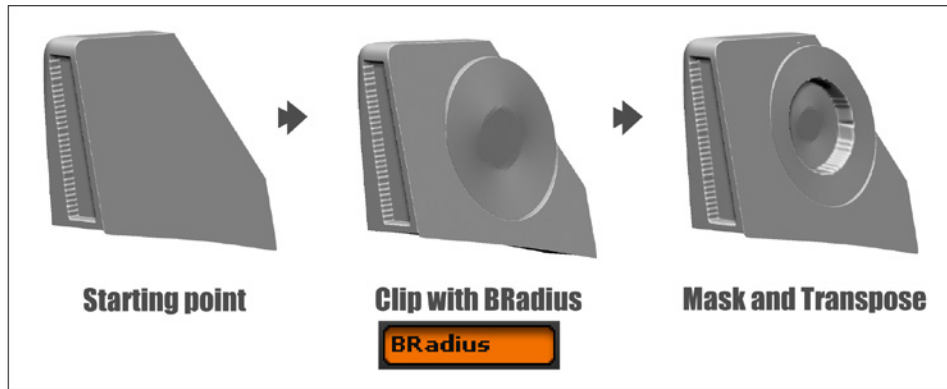 Starting point
Clip with BRadius
Mask and Transpose
BRadius